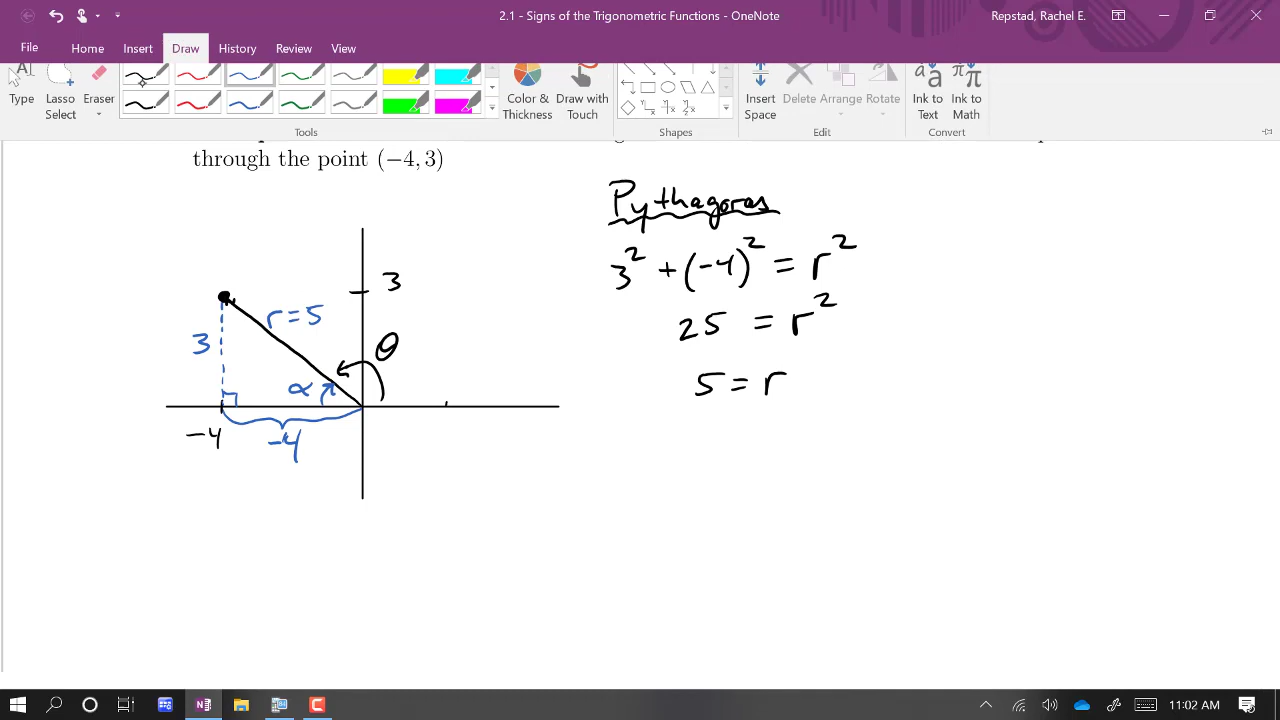 2.1 - Signs of the Trigonometric Functions - OneNote
Repstad, Rachel E.
File Home Insert Draw History Review View
Type Lasso Select Eraser
Color & Thickness
Draw with Touch
Insert Space
Delete Arrange Rotate
Ink to Text
Ink to Math
Tools
Shapes
Edit
Convert
through the point (−4, 3)
Pythagoras
3² + (-4)² = r²
25 = r²
5 = r
3
r = 5
3
θ
α
-4
-4
11:02 AM